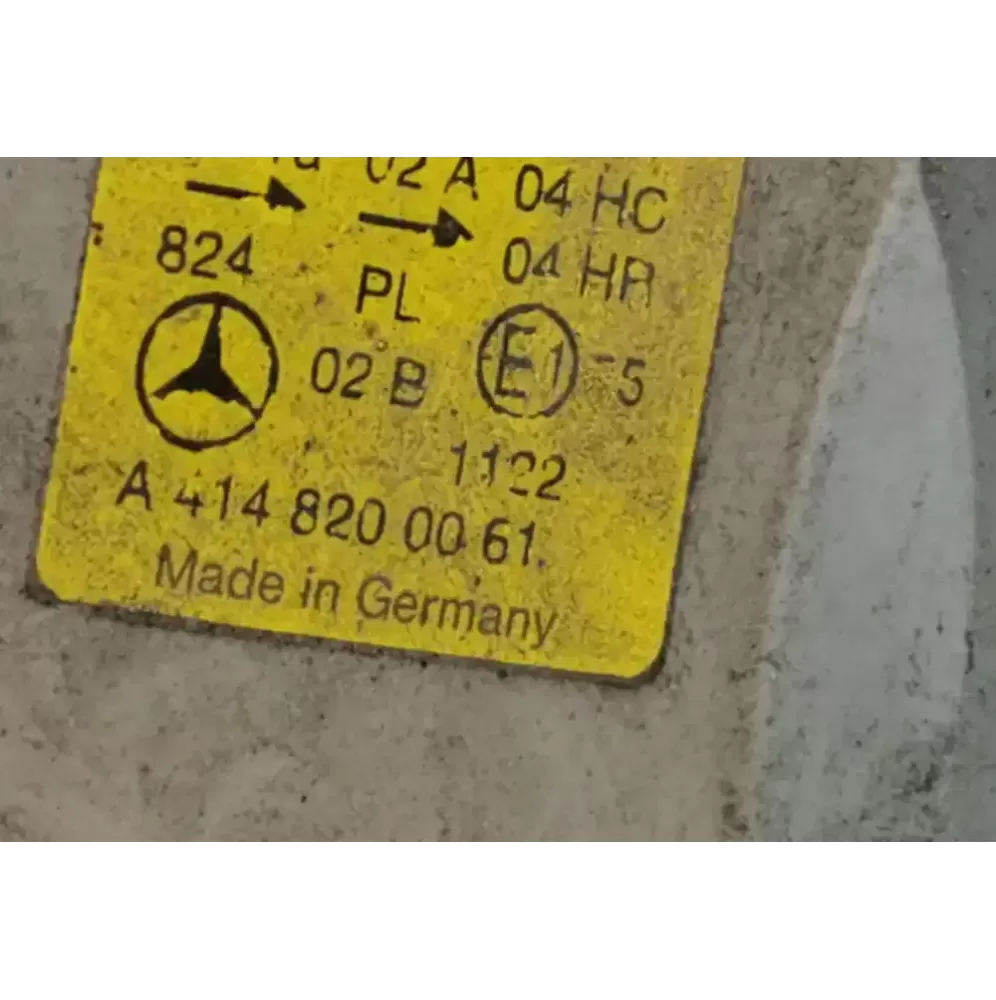 02 A 04 HC
824 PL 04 HR
02 B E1 5
1122
A 414 820 00 61.
Made in Germany